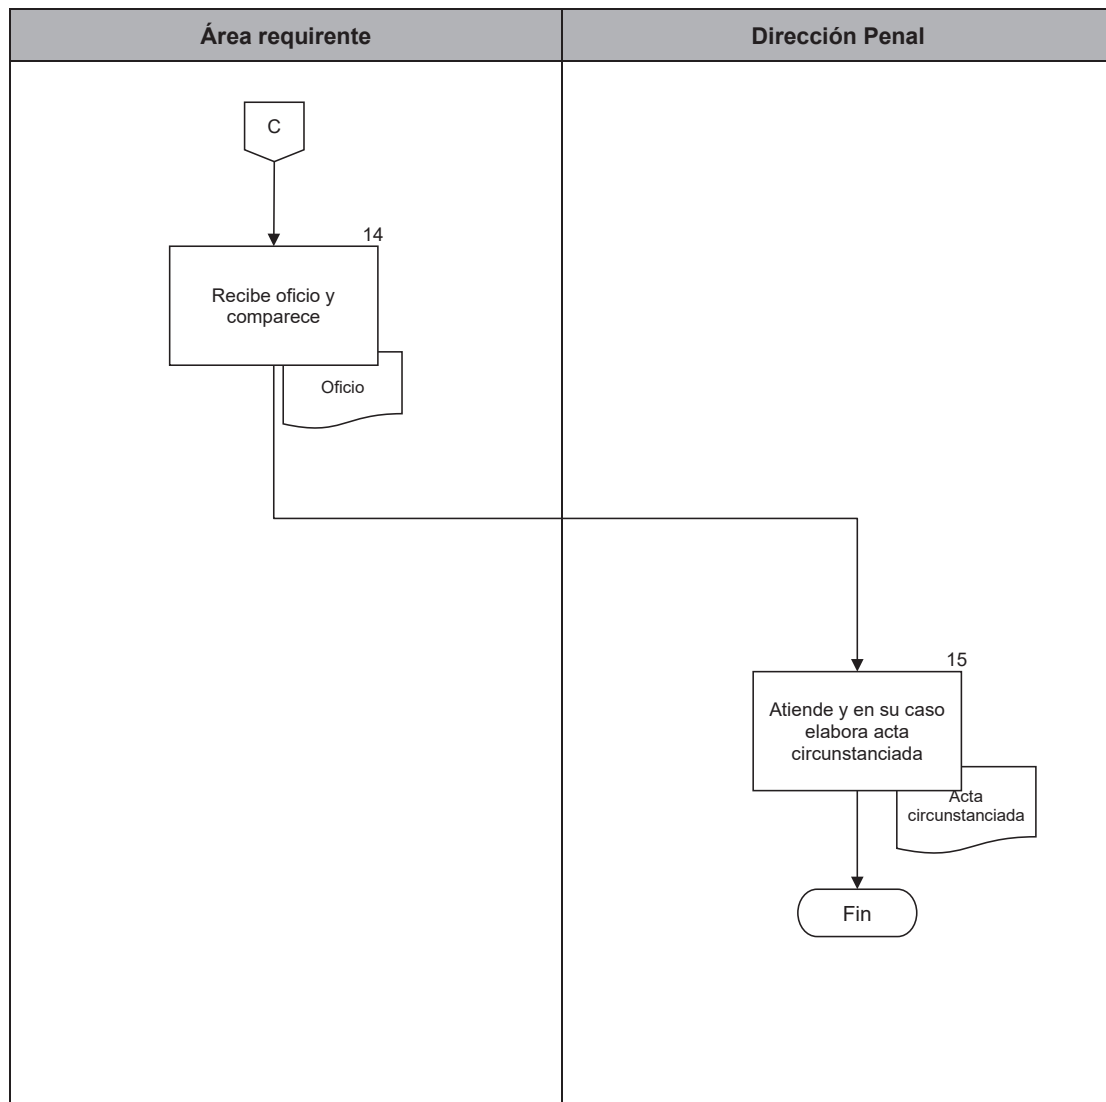 Área requirente
Dirección Penal
C
14
Recibe oficio y
comparece
Oficio
15
Atiende y en su caso
elabora acta
circunstanciada
Acta
circunstanciada
Fin